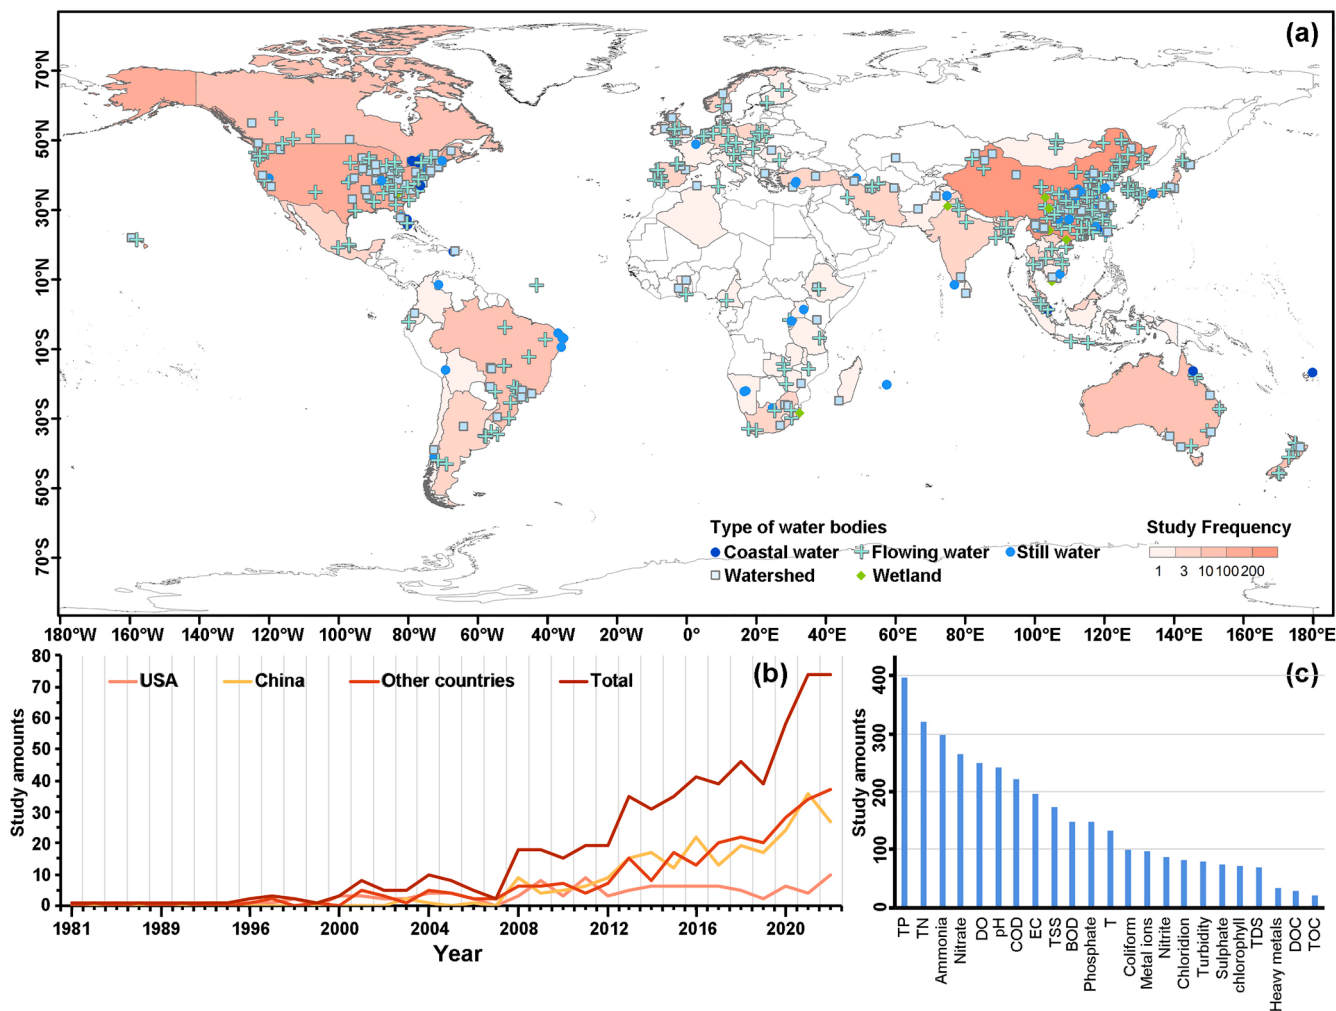 (a)
70°N
50°N
30°N
10°N
10°S
30°S
50°S
70°S
Type of water bodies
Coastal water
Flowing water
Still water
Watershed
Wetland
Study Frequency
1 3 10 100 200
180°W 160°W 140°W 120°W 100°W 80°W 60°W 40°W 20°W 0° 20°E 40°E 60°E 80°E 100°E 120°E 140°E 160°E 180°E
(b)
USA China Other countries Total
Study amounts
80
70
60
50
40
30
20
10
0
1981 1989 1996 2000 2004 2008 2012 2016 2020
Year
(c)
Study amounts
400
300
200
100
0
TP
TN
Ammonia
Nitrate
DO
pH
COD
EC
TSS
BOD
Phosphate
T
Coliform
Metal ions
Nitrite
Chloridion
Turbidity
Sulphate
chlorophyll
TDS
Heavy metals
DOC
TOC